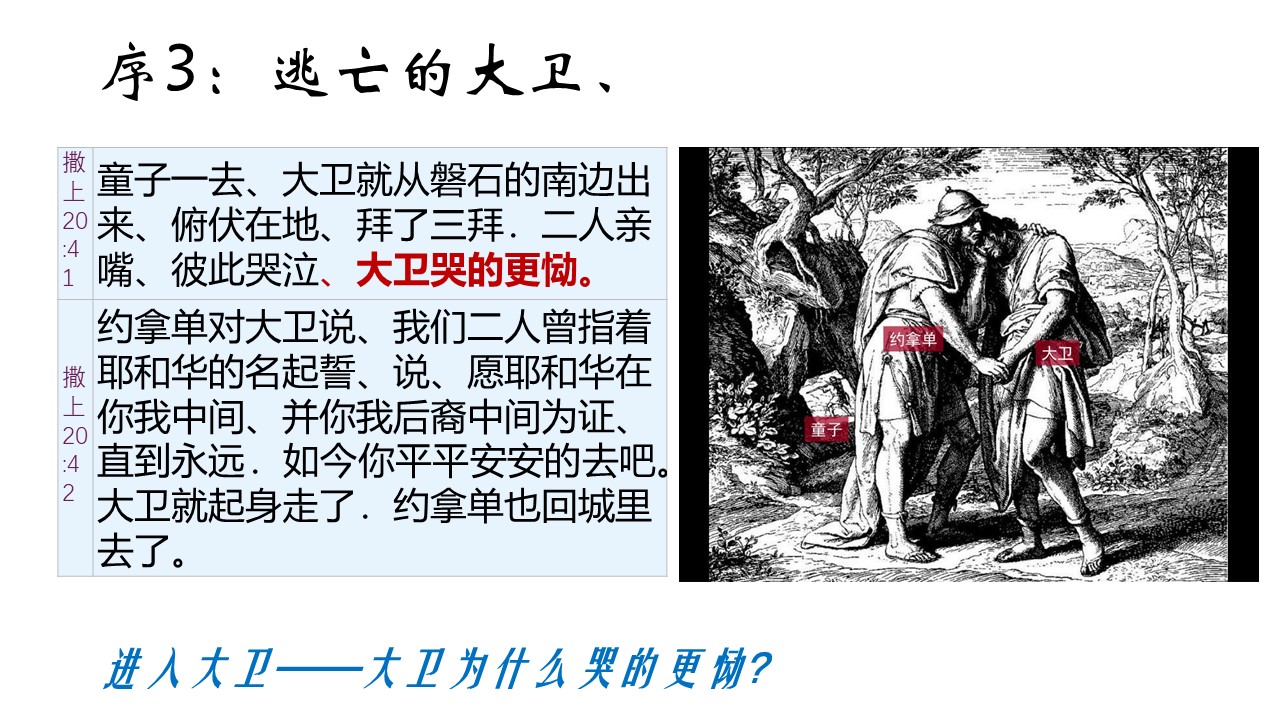 序3：逃亡的大卫、
撒
上
20
:4
1
童子一去、大卫就从磐石的南边出
来、俯伏在地、拜了三拜．二人亲
嘴、彼此哭泣、大卫哭的更恸。
撒
上
20
:4
2
约拿单对大卫说、我们二人曾指着
耶和华的名起誓、说、愿耶和华在
你我中间、并你我后裔中间为证、
直到永远．如今你平平安安的去吧。
大卫就起身走了．约拿单也回城里
去了。
约拿单
大卫
童子
进入大卫——大卫为什么哭的更恸?